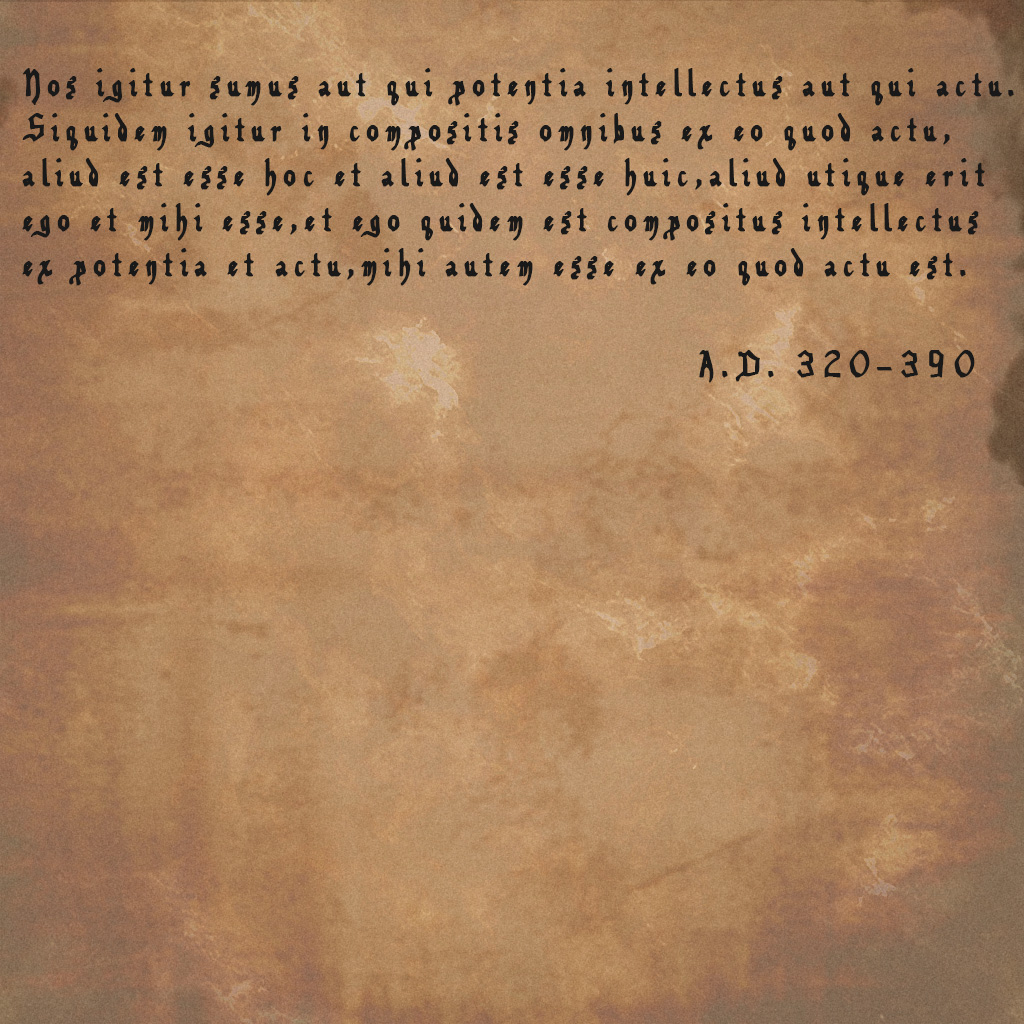 Nos igitur sumus aut qui potentia intellectus aut qui actu.
Siquidem igitur in compositis omnibus ex eo quod actu,
aliud est esse hoc et aliud est esse huic,aliud utique erit
ego et mihi esse,et ego quidem est compositus intellectus
ex potentia et actu,mihi autem esse ex eo quod actu est.
A.D. 320-390